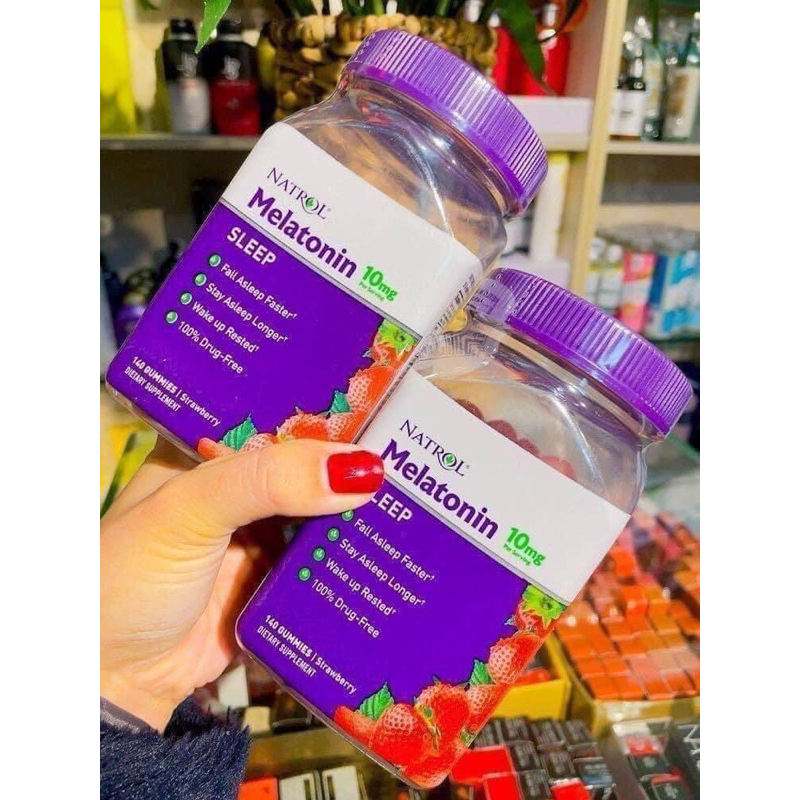 NATROL®
Melatonin 10mg
Per Serving
SLEEP
Fall Asleep Faster†
Stay Asleep Longer†
Wake up Rested†
100% Drug-Free
140 GUMMIES | Strawberry
DIETARY SUPPLEMENT
NATROL®
Melatonin 10mg
Per Serving
LEEP
Fall Asleep Faster†
Stay Asleep Longer†
Wake up Rested†
100% Drug-Free
140 GUMMIES | Strawberry
DIETARY SUPPLEMENT